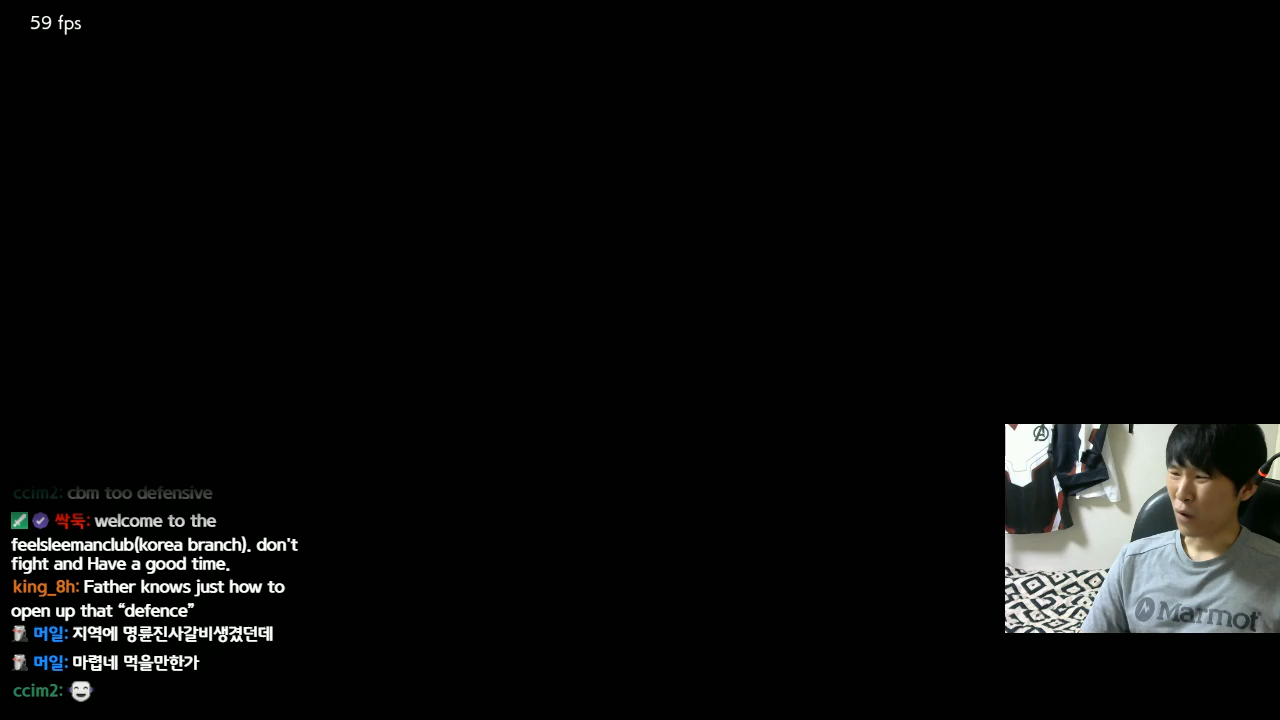 59 fps
ccim2: cbm too defensive
싹둑: welcome to the
feelsleemanclub(korea branch). don't
fight and Have a good time.
king_8h: Father knows just how to
open up that “defence”
머일: 지역에 명륜진사갈비생겼던데
머일: 마렵네 먹을만한가
ccim2:
Marmot